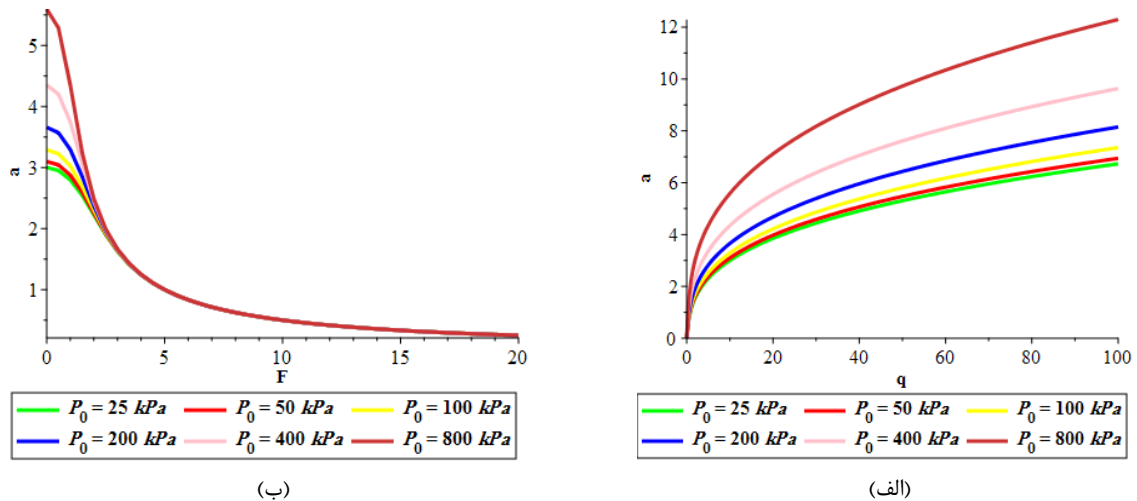 5
4
a 3
2
1
0 5 10 15 20
F
P0 = 25 kPa P0 = 50 kPa P0 = 100 kPa
P0 = 200 kPa P0 = 400 kPa P0 = 800 kPa
(ب)
12
10
8
a 6
4
2
0
0 20 40 60 80 100
q
P0 = 25 kPa P0 = 50 kPa P0 = 100 kPa
P0 = 200 kPa P0 = 400 kPa P0 = 800 kPa
(الف)